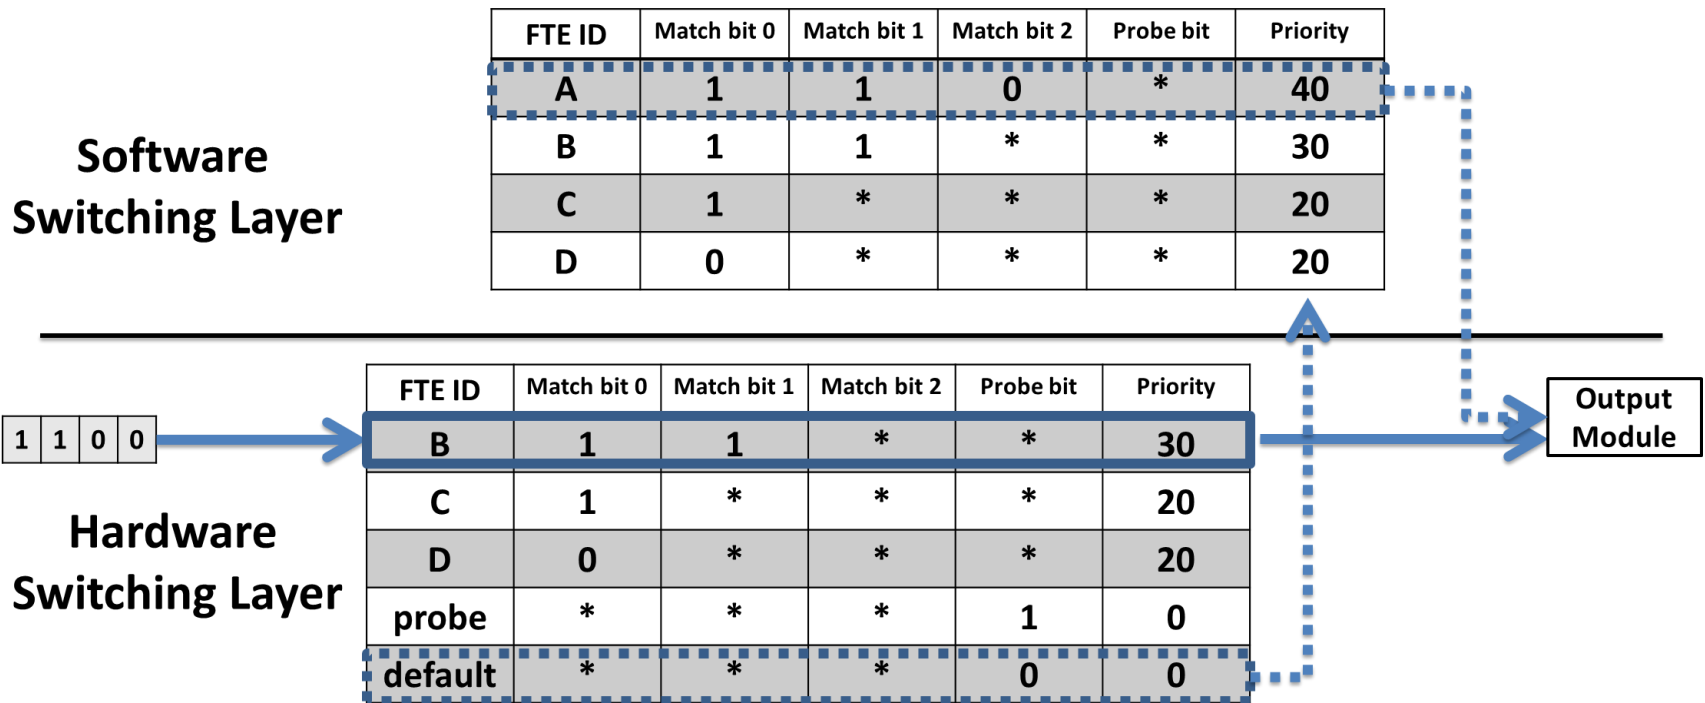 FTE ID Match bit 0 Match bit 1 Match bit 2 Probe bit Priority
A 1 1 0 * 40
B 1 1 * * 30
C 1 * * * 20
D 0 * * * 20
Software
Switching Layer
FTE ID Match bit 0 Match bit 1 Match bit 2 Probe bit Priority
B 1 1 * * 30
C 1 * * * 20
D 0 * * * 20
probe * * * 1 0
default * * * 0 0
1 1 0 0
Hardware
Switching Layer
Output
Module